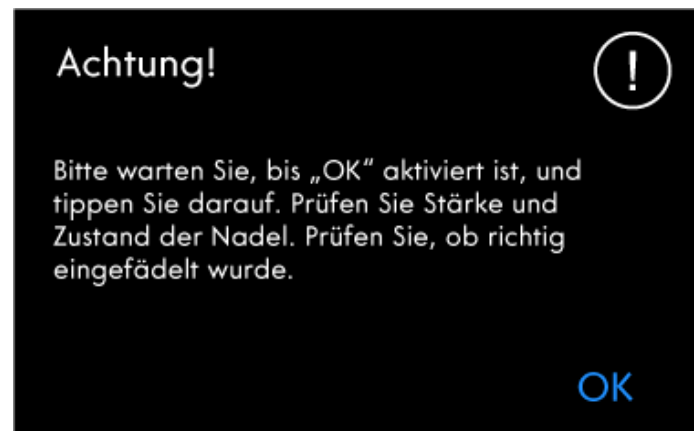 Achtung!
!
Bitte warten Sie, bis „OK“ aktiviert ist, und
tippen Sie darauf. Prüfen Sie Stärke und
Zustand der Nadel. Prüfen Sie, ob richtig
eingefädelt wurde.
OK